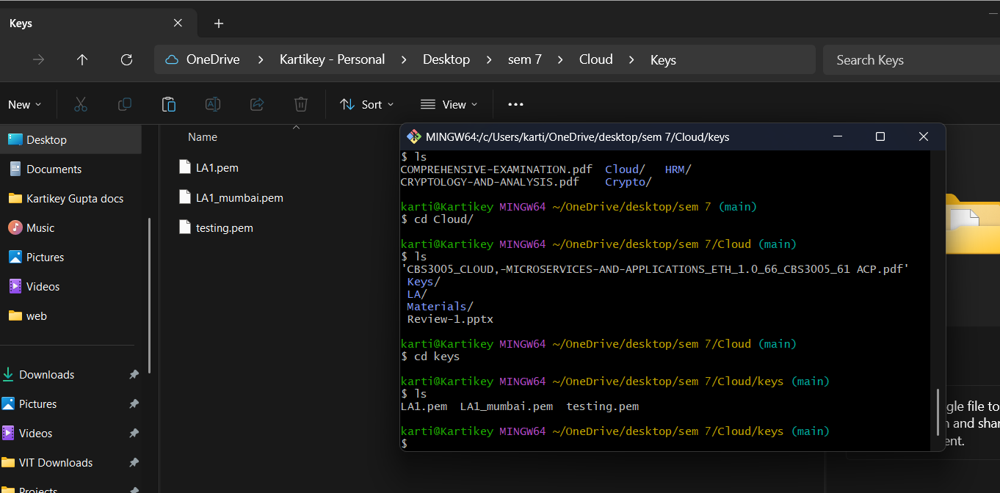 Keys
OneDrive > Kartikey - Personal > Desktop > sem 7 > Cloud > Keys
Search Keys
New
Sort
View
Desktop
Documents
Kartikey Gupta docs
Music
Pictures
Videos
web
Downloads
Pictures
Videos
VIT Downloads
Projects
Name
LA1.pem
LA1_mumbai.pem
testing.pem
MINGW64:/c/Users/karti/OneDrive/desktop/sem 7/Cloud/keys
$ ls
COMPREHENSIVE-EXAMINATION.pdf  Cloud/  HRM/
CRYPTOLOGY-AND-ANALYSIS.pdf  Crypto/
karti@Kartikey MINGW64 ~/OneDrive/desktop/sem 7 (main)
$ cd Cloud/
karti@Kartikey MINGW64 ~/OneDrive/desktop/sem 7/Cloud (main)
$ ls
'CBS3005_CLOUD,-MICROSERVICES-AND-APPLICATIONS_ETH_1.0_66_CBS3005_61 ACP.pdf'
Keys/
LA/
Materials/
Review-1.pptx
karti@Kartikey MINGW64 ~/OneDrive/desktop/sem 7/Cloud (main)
$ cd keys
karti@Kartikey MINGW64 ~/OneDrive/desktop/sem 7/Cloud/keys (main)
$ ls
LA1.pem  LA1_mumbai.pem  testing.pem
karti@Kartikey MINGW64 ~/OneDrive/desktop/sem 7/Cloud/keys (main)
$
gle file to
and shar
ent.